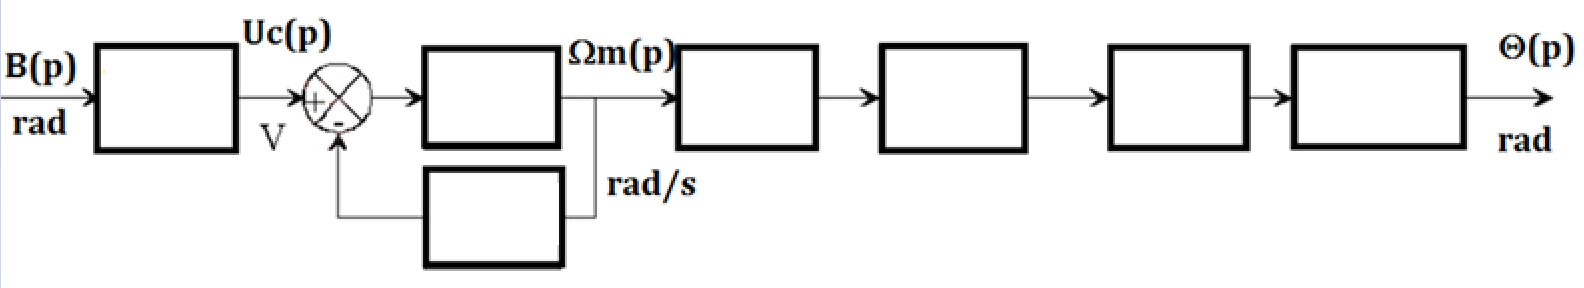 B(p)
rad
Uc(p)
V
+
-
Ωm(p)
rad/s
Θ(p)
rad